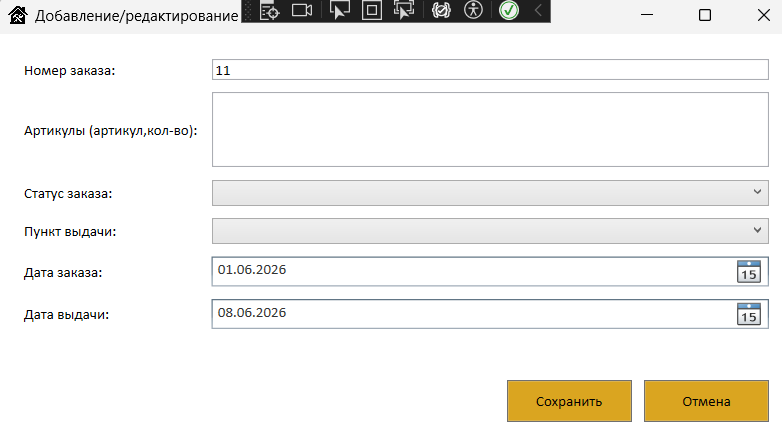 Добавление/редактирование
Номер заказа: 11
Артикулы (артикул,кол-во):
Статус заказа:
Пункт выдачи:
Дата заказа: 01.06.2026 15
Дата выдачи: 08.06.2026 15
Сохранить Отмена